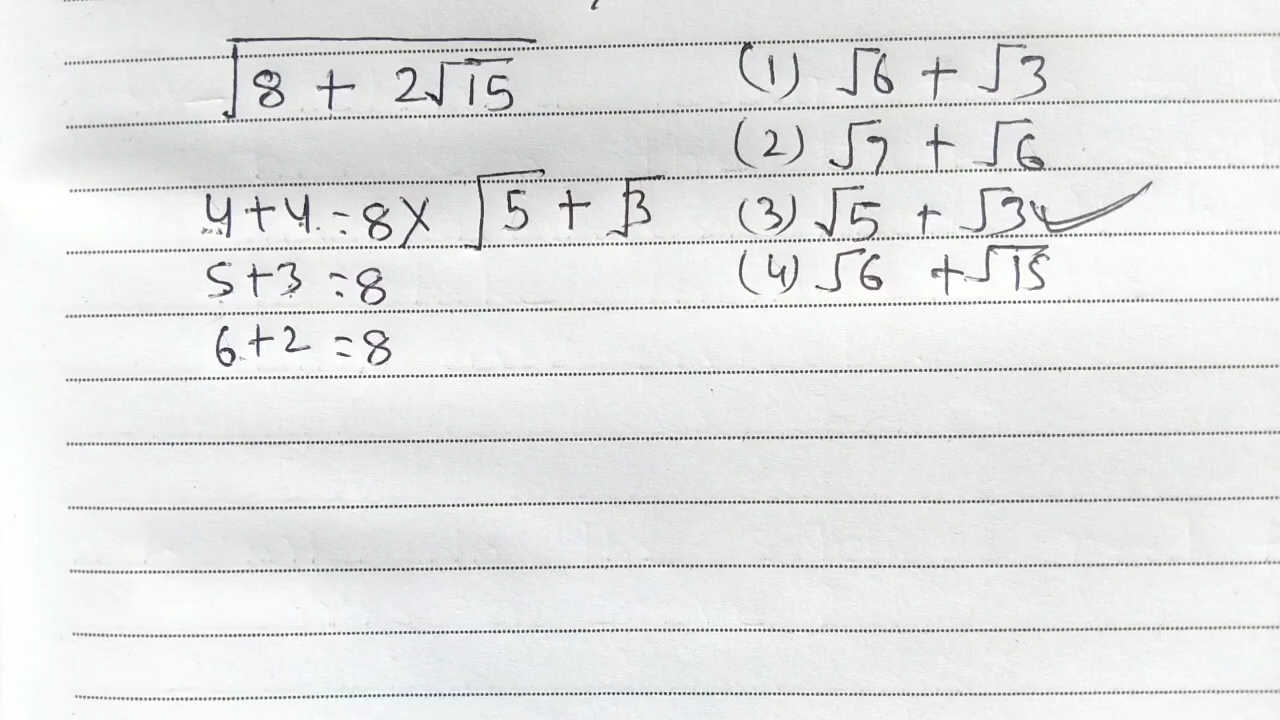 √(8 + 2√15)
(1) √6 + √3
(2) √7 + √6
4+4=8X √5 + √3
(3) √5 + √3 ✓
5+3=8
(4) √6 + √15
6+2=8